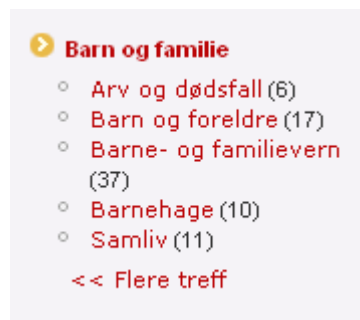 Barn og familie
Arv og dødsfall (6)
Barn og foreldre (17)
Barne- og familievern
(37)
Barnehage (10)
Samliv (11)
<< Flere treff